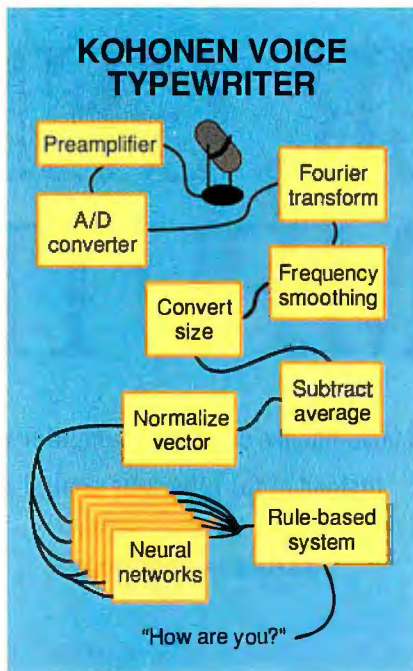 KOHONEN VOICE
TYPEWRITER
Preamplifier
A/D
converter
Fourier
transform
Frequency
smoothing
Convert
size
Subtract
average
Normalize
vector
Neural
networks
Rule-based
system
"How are you?"